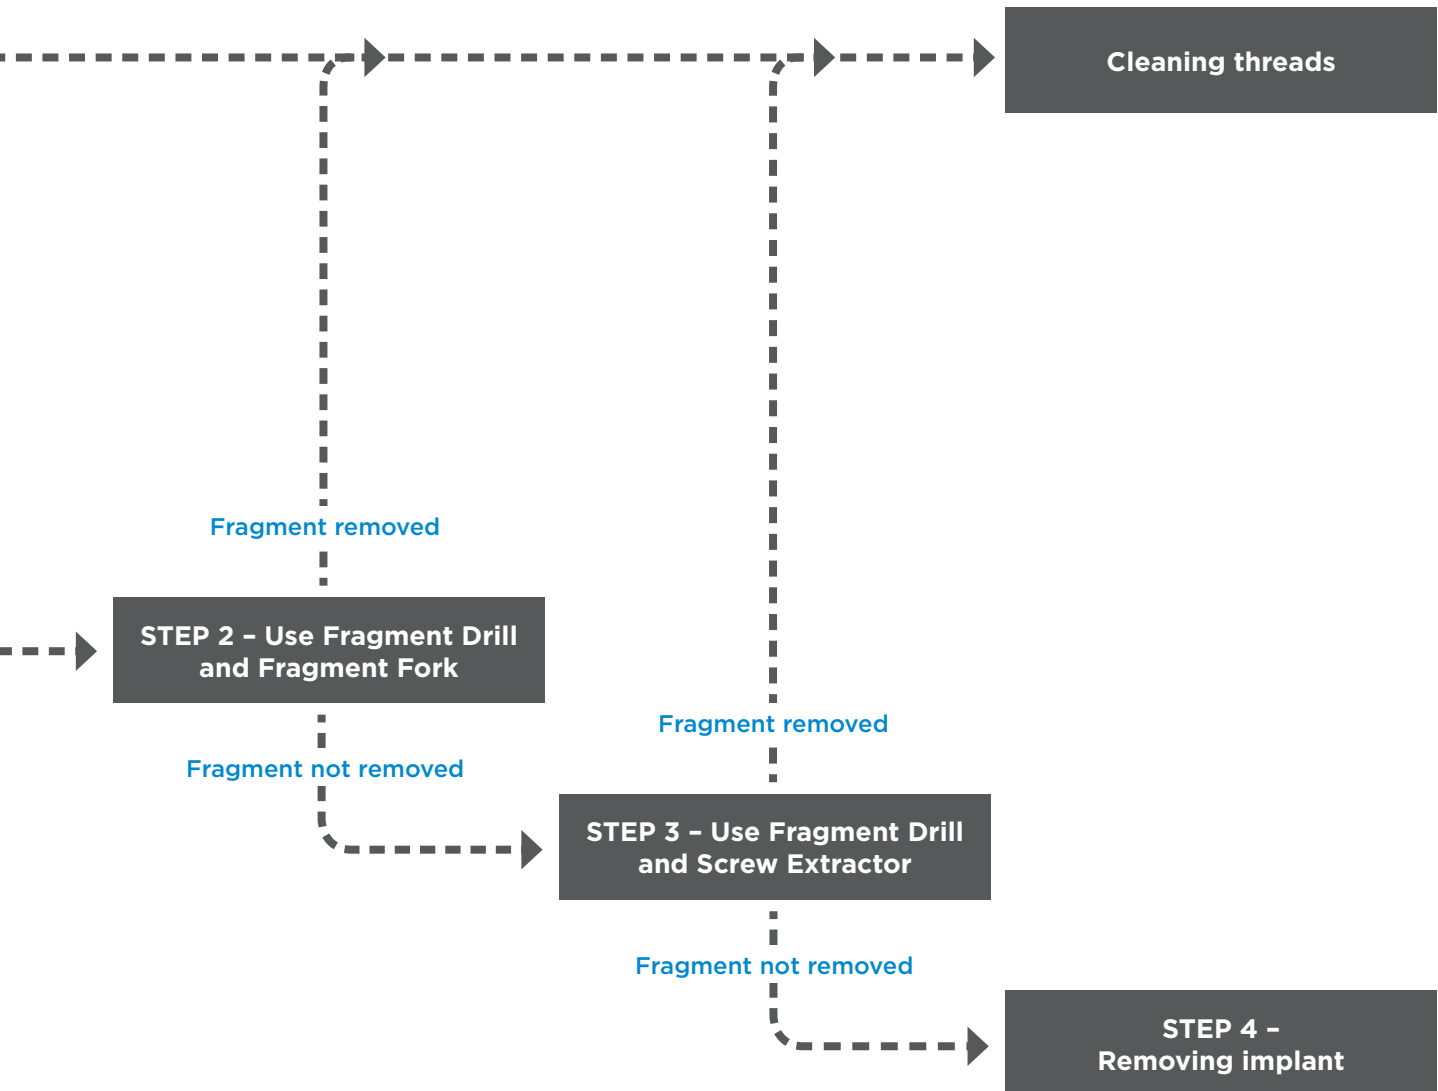 Cleaning threads
Fragment removed
STEP 2 – Use Fragment Drill
and Fragment Fork
Fragment not removed
Fragment removed
STEP 3 – Use Fragment Drill
and Screw Extractor
Fragment not removed
STEP 4 –
Removing implant